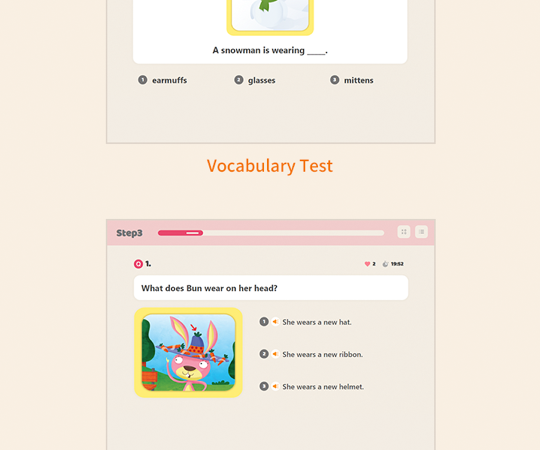 A snowman is wearing ____.
1 earmuffs 2 glasses 3 mittens
Vocabulary Test
Step3
Q 1. 2 19:52
What does Bun wear on her head?
1 She wears a new hat.
2 She wears a new ribbon.
3 She wears a new helmet.